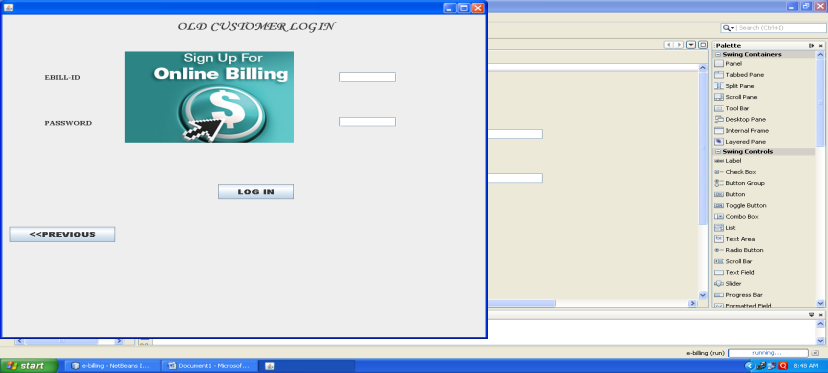 OLD CUSTOMER LOGIN
Sign Up For
Online Billing
$
EBILL-ID
PASSWORD
LOG IN
<<PREVIOUS
Search (Ctrl+I)
Palette
Swing Containers
Panel
Tabbed Pane
Split Pane
Scroll Pane
Tool Bar
Desktop Pane
Internal Frame
Layered Pane
Swing Controls
Label
Check Box
Button Group
Button
Toggle Button
Combo Box
List
Text Area
Radio Button
Scroll Bar
Text Field
Slider
Progress Bar
Formatted Field
e-billing (run) running...
start
e-billing - NetBeans I...
Document1 - Microsof...
8:48 AM